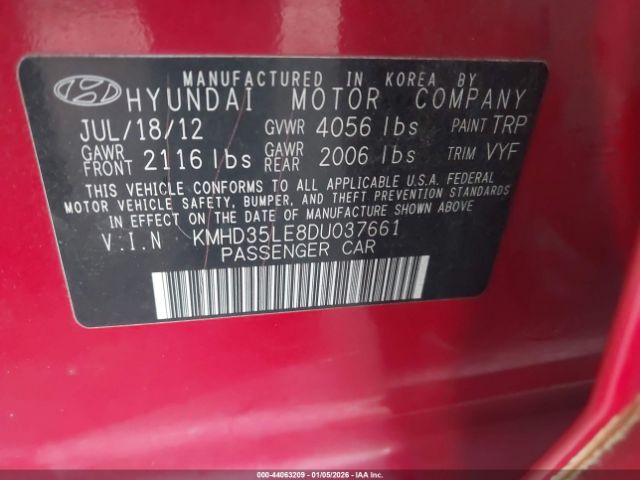 MANUFACTURED IN KOREA BY
HYUNDAI MOTOR COMPANY
JUL/18/12 GVWR 4056 lbs PAINT TRP
GAWR FRONT 2116 lbs GAWR REAR 2006 lbs TRIM VYF
THIS VEHICLE CONFORMS TO ALL APPLICABLE U.S.A. FEDERAL
MOTOR VEHICLE SAFETY, BUMPER, AND THEFT PREVENTION STANDARDS
IN EFFECT ON THE DATE OF MANUFACTURE SHOWN ABOVE
V.I.N KMHD35LE8DU037661
PASSENGER CAR
000-44063209 - 01/05/2026 - IAA Inc.